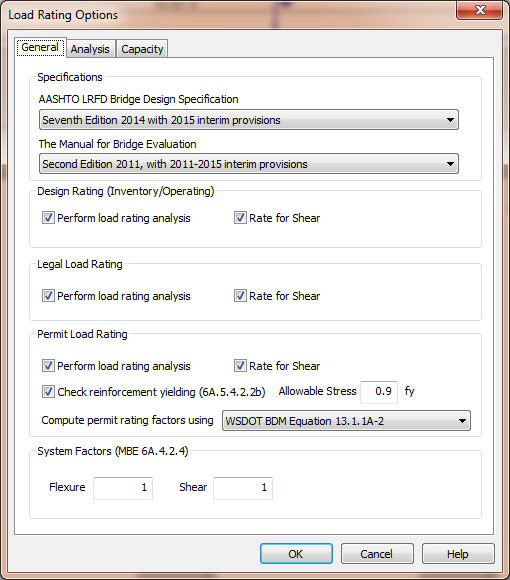 Load Rating Options
General Analysis Capacity
Specifications
AASHTO LRFD Bridge Design Specification
Seventh Edition 2014 with 2015 interim provisions
The Manual for Bridge Evaluation
Second Edition 2011, with 2011-2015 interim provisions
Design Rating (Inventory/Operating)
Perform load rating analysis Rate for Shear
Legal Load Rating
Perform load rating analysis Rate for Shear
Permit Load Rating
Perform load rating analysis Rate for Shear
Check reinforcement yielding (6A.5.4.2.2b) Allowable Stress 0.9 fy
Compute permit rating factors using WSDOT BDM Equation 13.1.1A-2
System Factors (MBE 6A.4.2.4)
Flexure 1 Shear 1
OK Cancel Help